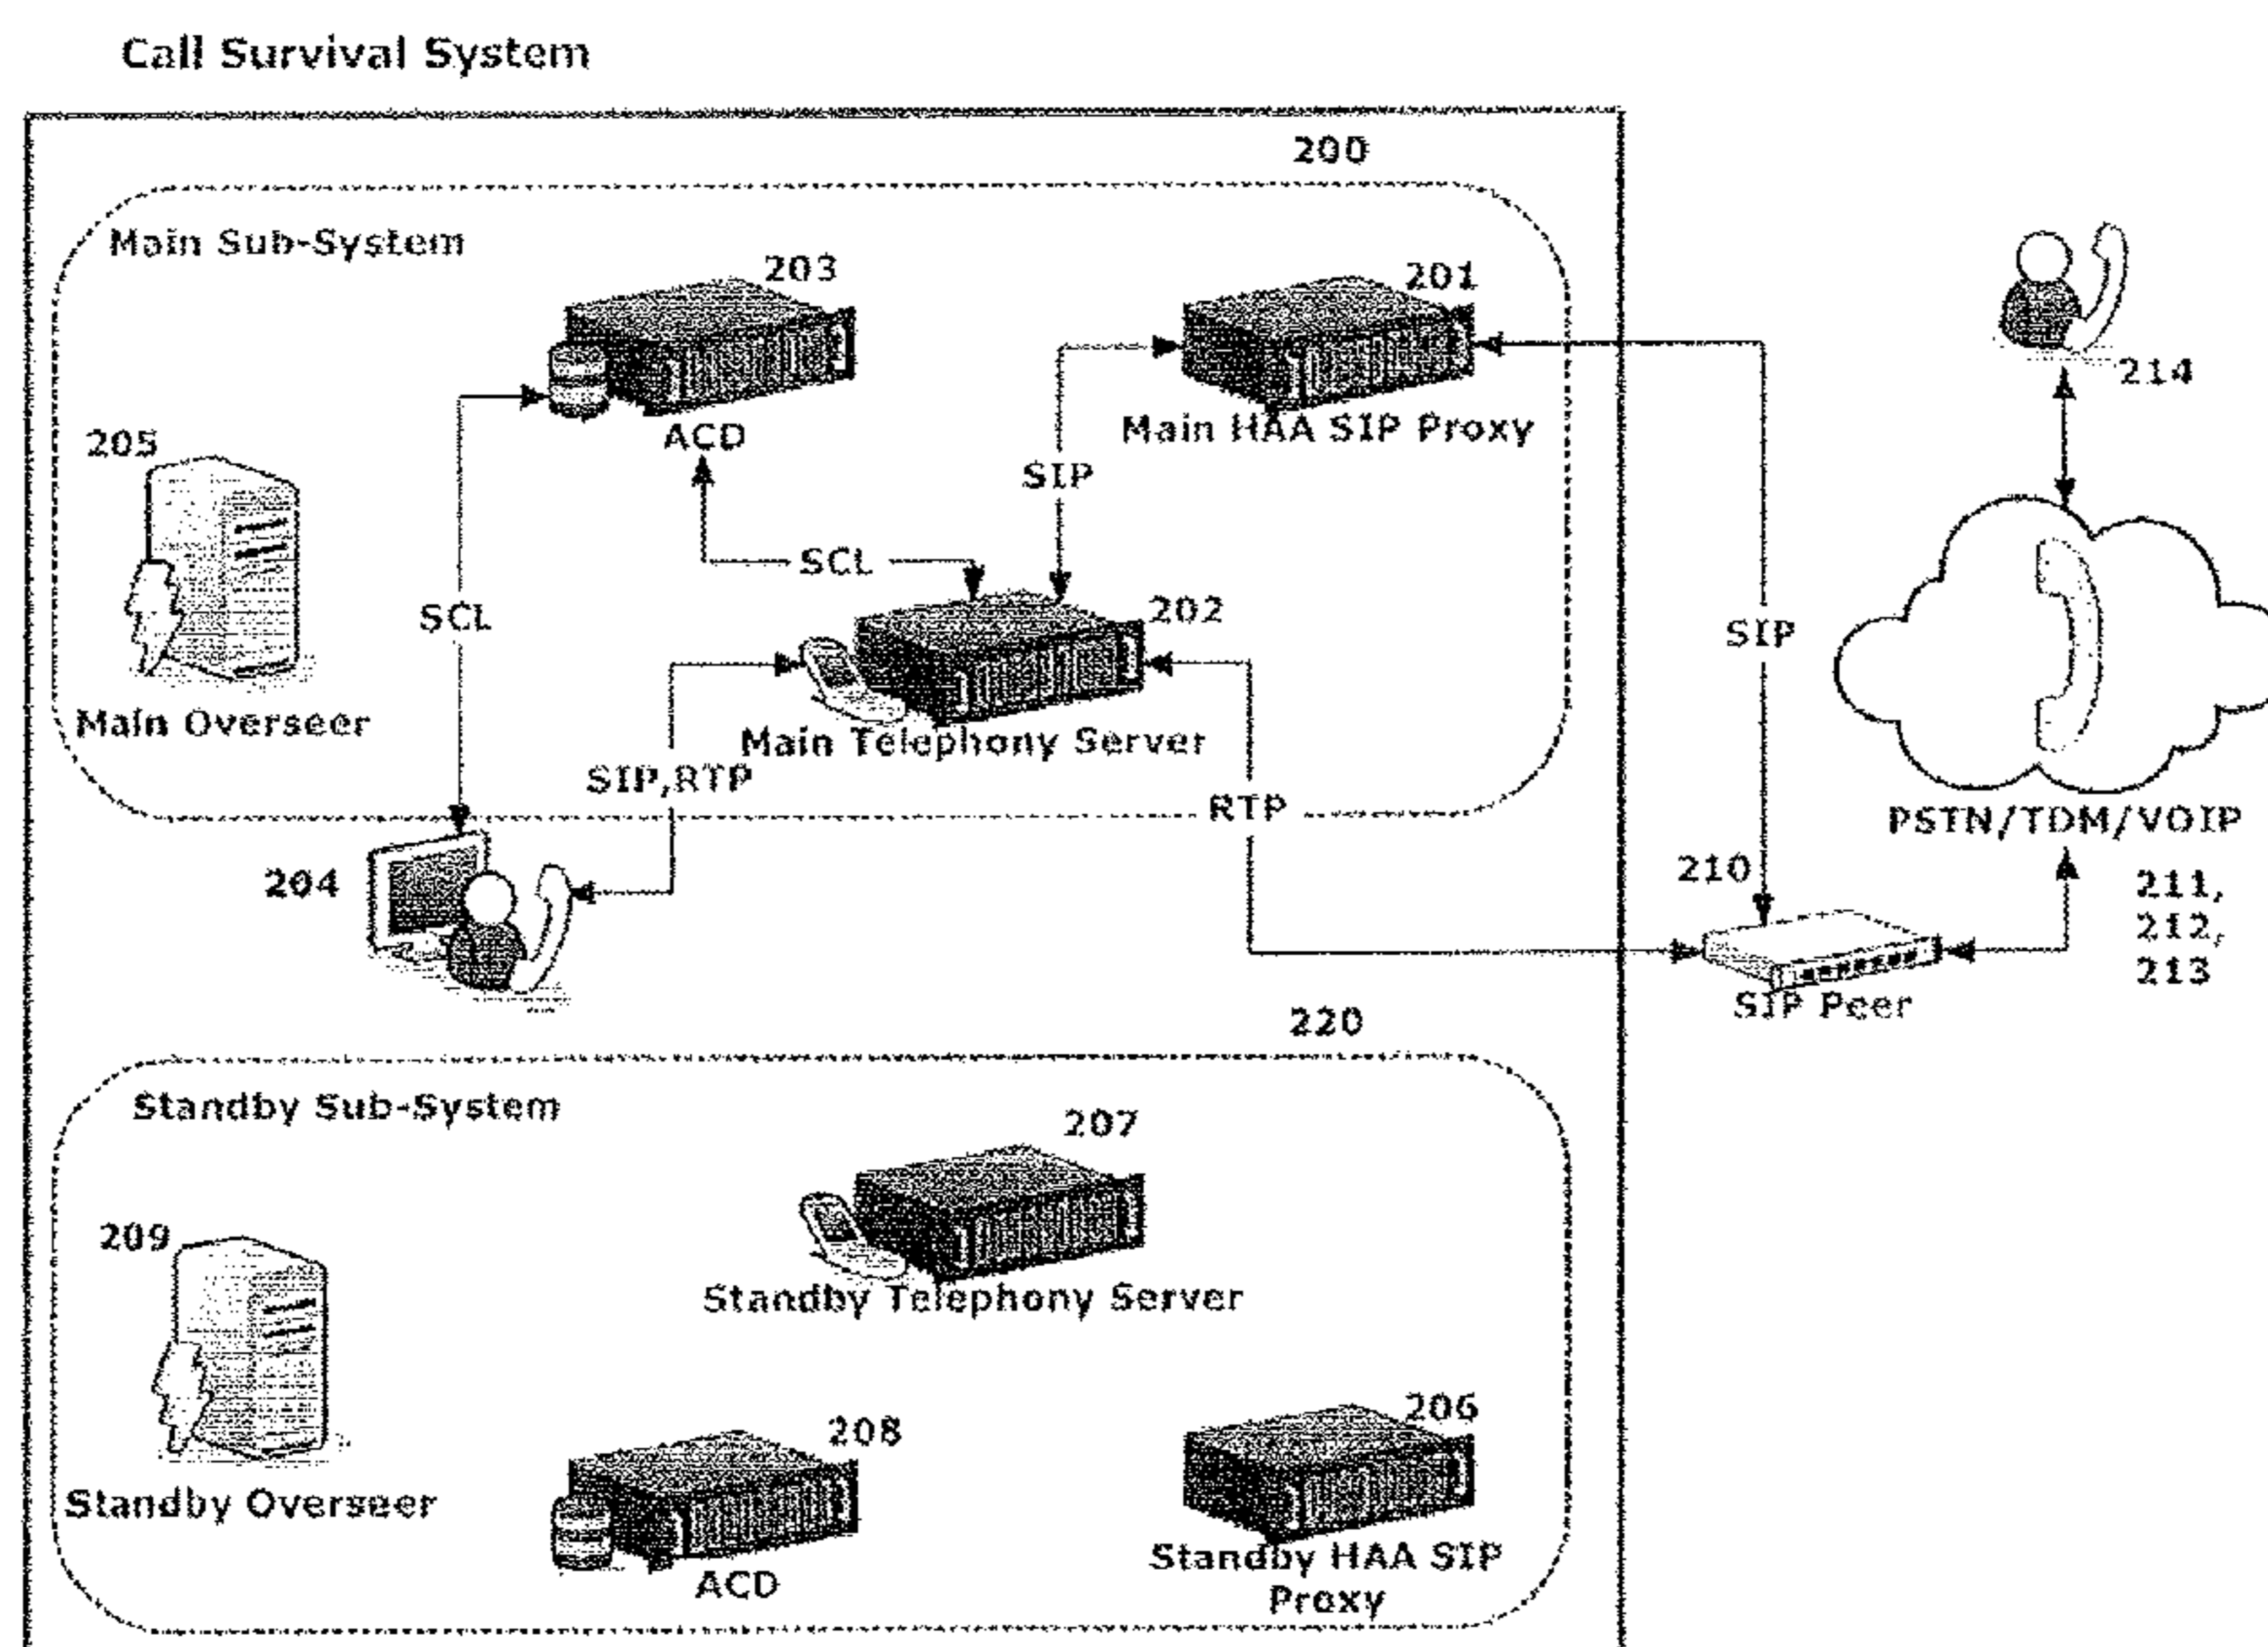 Call Survival System
200
Main Sub-System
203
201
214
205
ACD
Main HAA SIP Proxy
SIP
SCL
SCL
202
SIP
Main Overseer
Main Telephony Server
SIP,RTP
RTP
PSTN/TDM/VOIP
204
210
211,
212,
213
SIP Peer
220
Standby Sub-System
207
209
Standby Telephony Server
206
208
Standby Overseer
ACD
Standby HAA SIP
Proxy